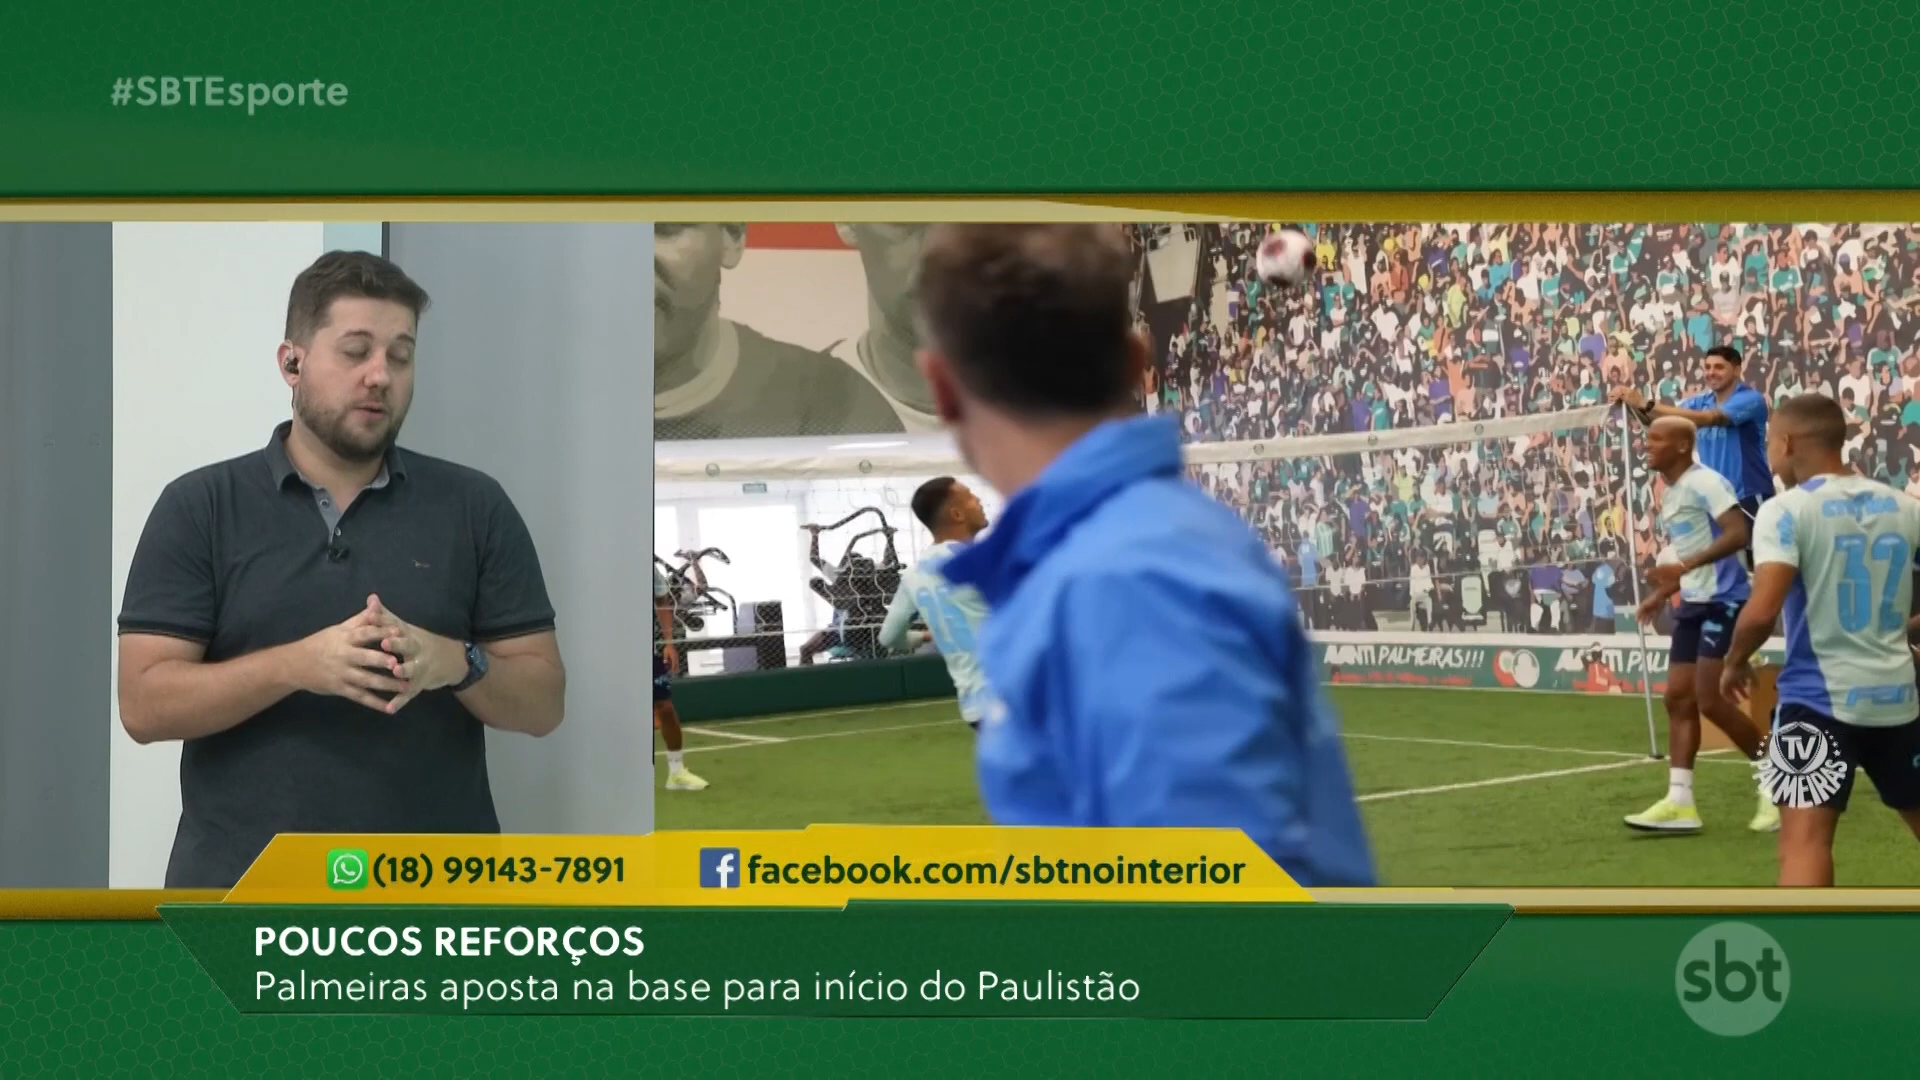 #SBTEsporte
AVANTI PALMEIRAS!!!
32
TV
PALMEIRAS
(18) 99143-7891
facebook.com/sbtnointerior
POUCOS REFORÇOS
Palmeiras aposta na base para início do Paulistão
sbt